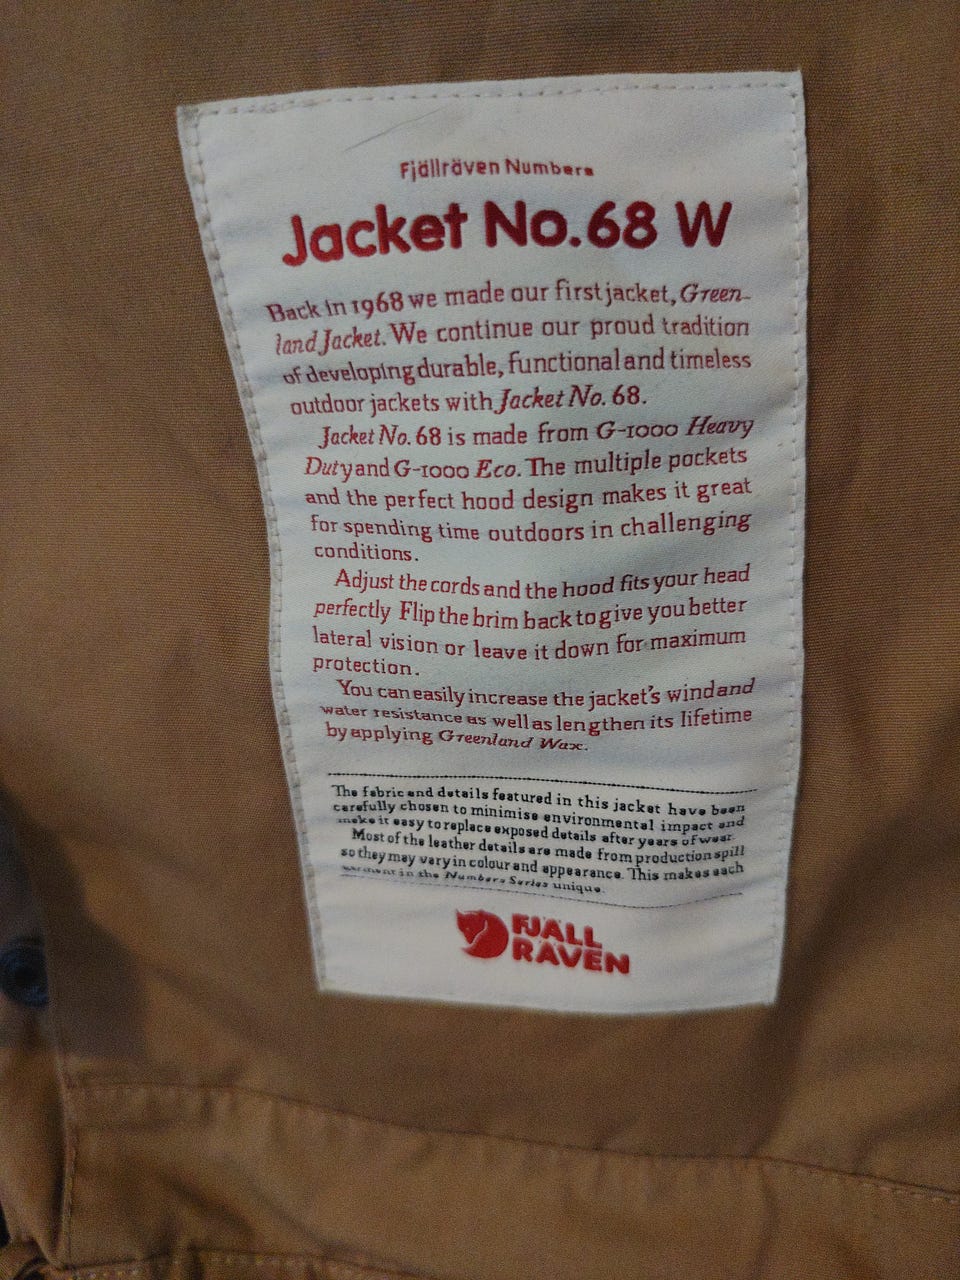 Fjällräven Numbers
Jacket No.68 W
Back in 1968 we made our first jacket, Green-
land Jacket. We continue our proud tradition
of developing durable, functional and timeless
outdoor jackets with Jacket No. 68.
Jacket No. 68 is made from G-1000 Heavy
Duty and G-1000 Eco. The multiple pockets
and the perfect hood design makes it great
for spending time outdoors in challenging
conditions.
Adjust the cords and the hood fits your head
perfectly Flip the brim back to give you better
lateral vision or leave it down for maximum
protection.
You can easily increase the jacket's wind and
water resistance as well as lengthen its lifetime
by applying Greenland Wax.
The fabric and details featured in this jacket have been
carefully chosen to minimise environmental impact and
make it easy to replace exposed details after years of wear.
Most of the leather details are made from production spill
so they may vary in colour and appearance. This makes each
garment in the Numbers Series unique.
FJÄLL
RÄVEN